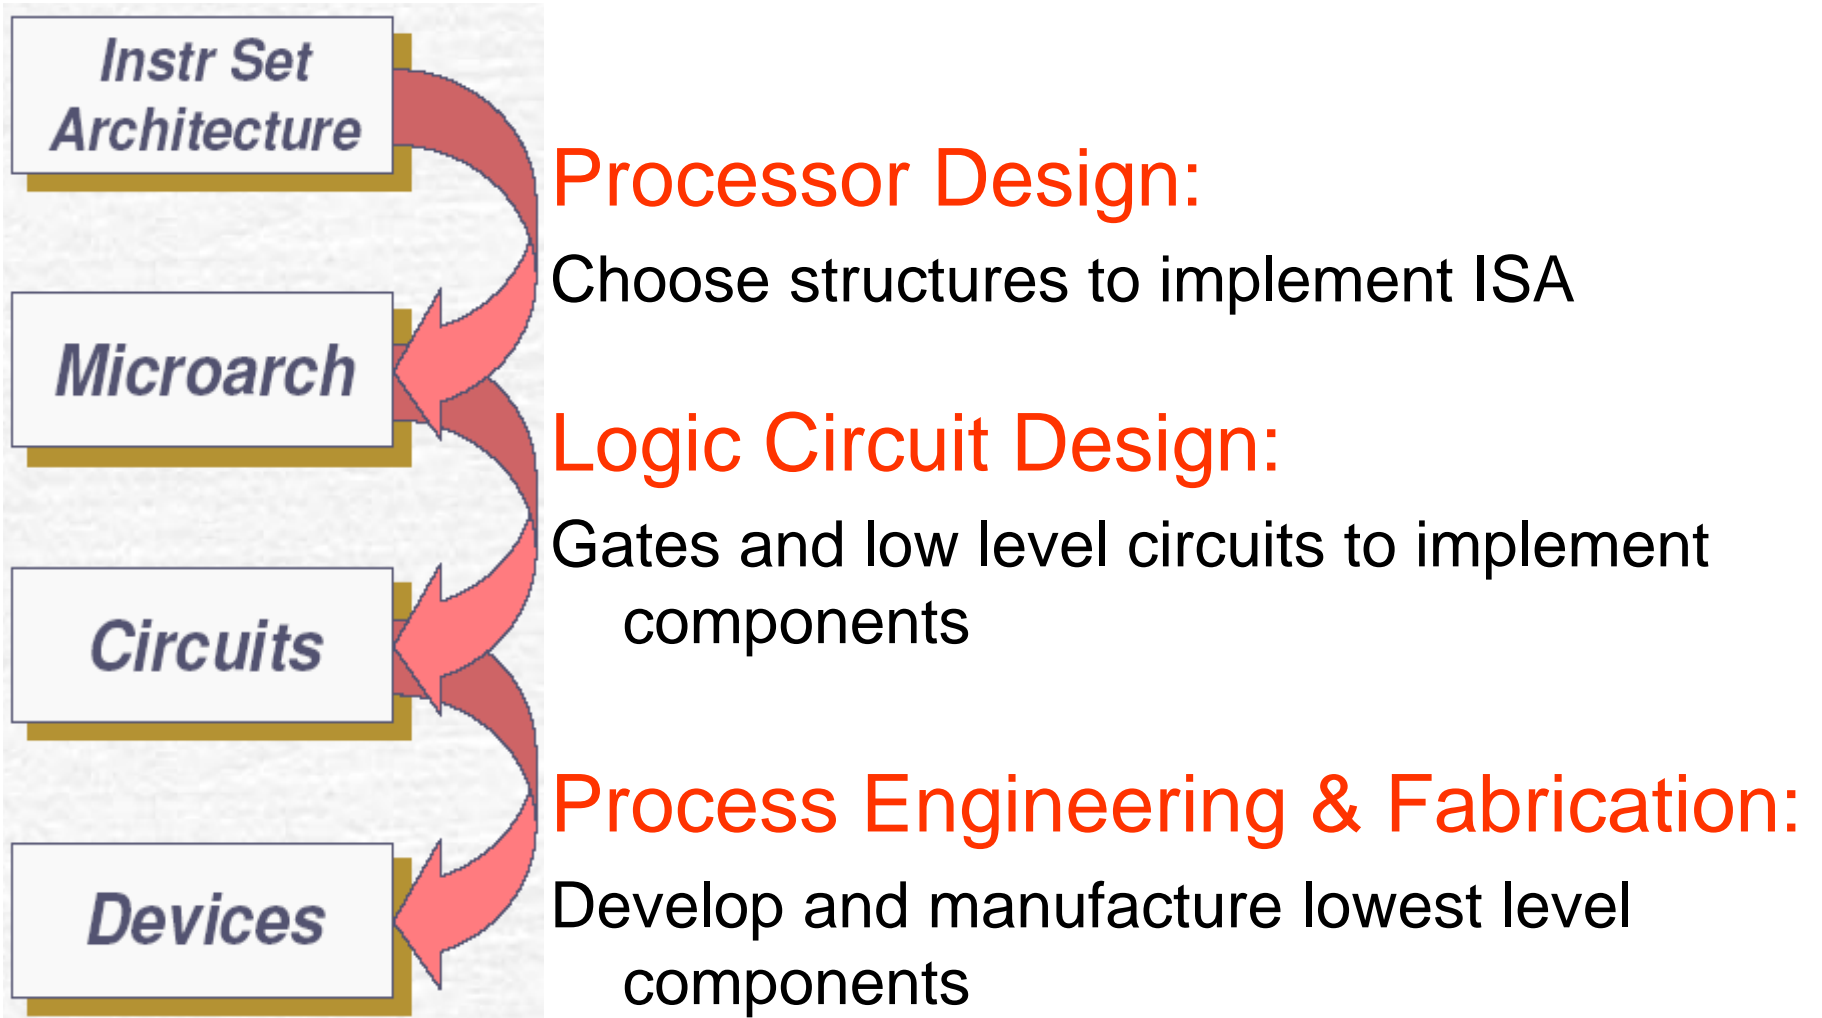 Instr Set
Architecture
Processor Design:
Choose structures to implement ISA
Microarch
Logic Circuit Design:
Gates and low level circuits to implement
components
Circuits
Process Engineering & Fabrication:
Develop and manufacture lowest level
components
Devices